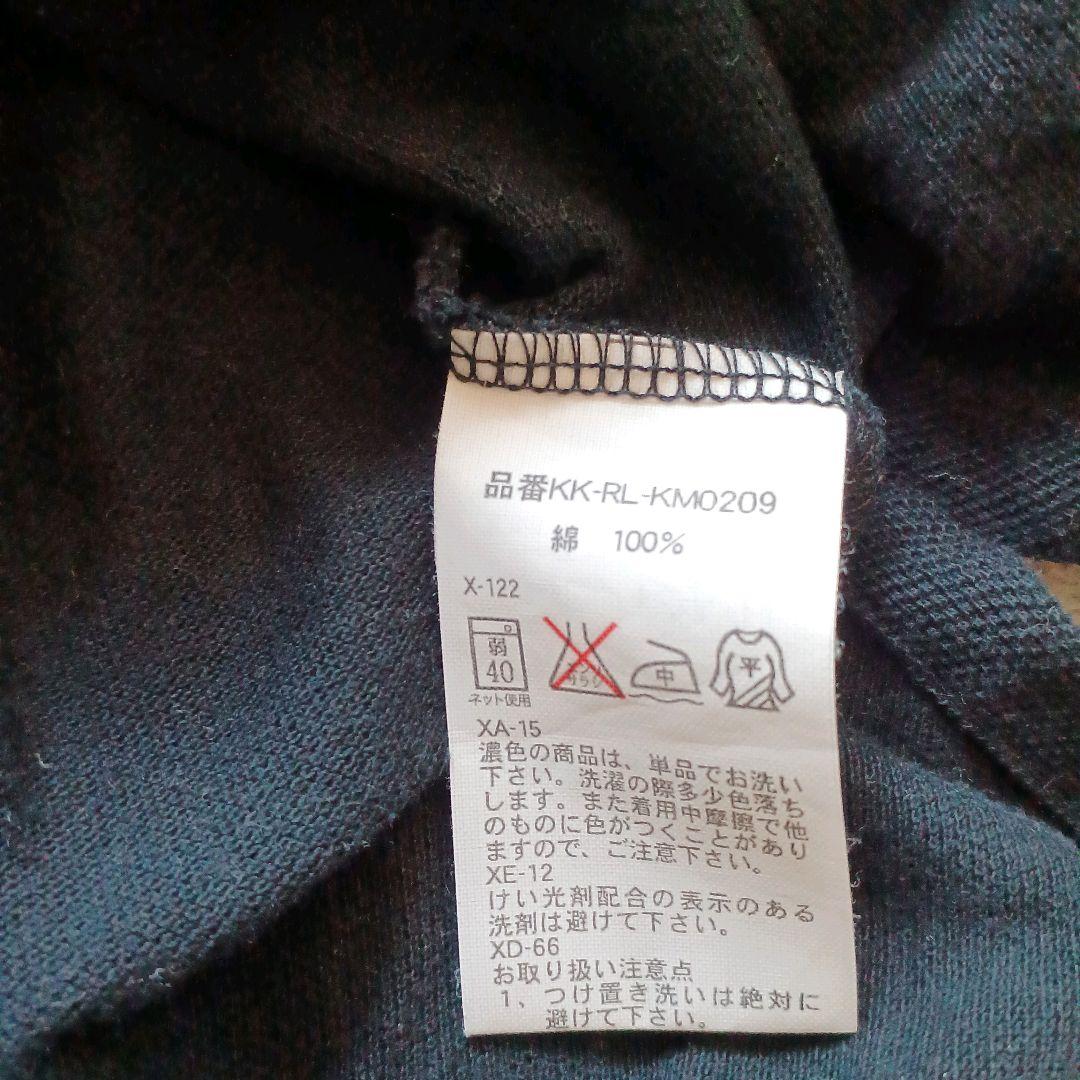 品番KK-RL-KM0209
綿 100%
X-122
弱
40
ネット使用
エンソ
サラシ
中
平
XA-15
濃色の商品は、単品でお洗い
下さい。洗濯の際多少色落ち
します。また着用中摩擦で他
のものに色がつくことがあり
ますので、ご注意下さい。
XE-12
けい光剤配合の表示のある
洗剤は避けて下さい。
XD-66
お取り扱い注意点
1、つけ置き洗いは絶対に
避けて下さい。